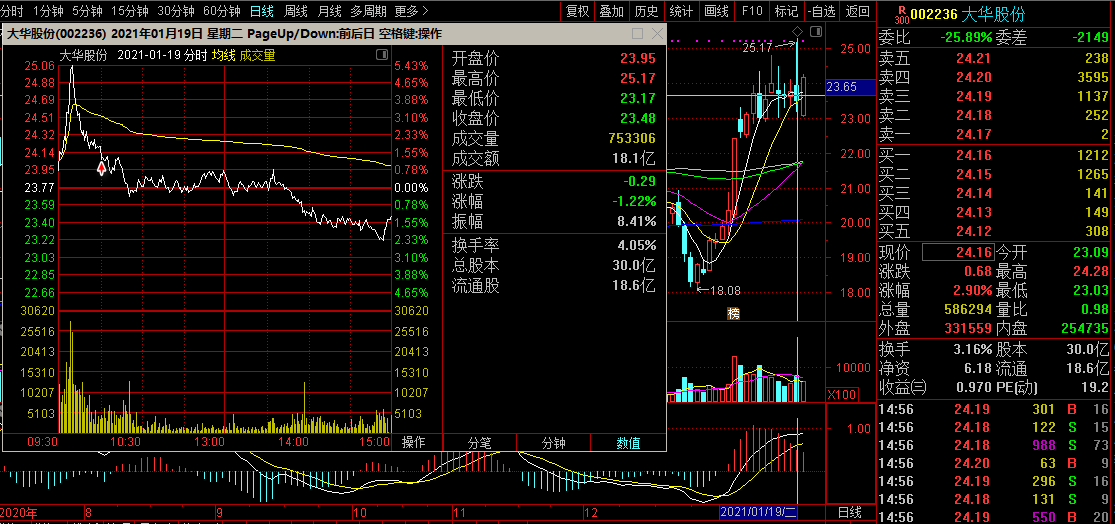 分时 1分钟 5分钟 15分钟 30分钟 60分钟 日线 周线 月线 多周期 更多 复权 叠加 历史 统计 画线 F10 标记 -自选 返回
大华股份(002236) 2021年01月19日 星期二 PageUp/Down:前后日 空格键:操作
大华股份 2021-01-19 分时 均线 成交量
25.06 5.43%
24.88 4.65%
24.69 3.88%
24.51 3.10%
24.32 2.33%
24.14 1.55%
23.95 0.78%
23.77 0.00%
23.59 0.78%
23.40 1.55%
23.22 2.33%
23.03 3.10%
22.85 3.88%
22.66 4.65%
30620 30620
25516 25516
20413 20413
15310 15310
10207 10207
5103 5103
09:30 10:30 13:00 14:00 15:00
开盘价 23.95
最高价 25.17
最低价 23.17
收盘价 23.48
成交量 753306
成交额 18.1亿
涨跌 -0.29
涨幅 -1.22%
振幅 8.41%
换手率 4.05%
总股本 30.0亿
流通股 18.6亿
操作 分笔 分钟 数值
25.17
18.08
榜
25.00
24.00
23.65
23.00
22.00
21.00
20.00
19.00
18.00
10000
X100
1.00
2020年 8 9 10 11 12 2021/01/19/二 日线
R
300
002236 大华股份
委比 -25.89% 委差 -2149
卖五 24.21 238
卖四 24.20 3595
卖三 24.19 1137
卖二 24.18 252
卖一 24.17 2
买一 24.16 1212
买二 24.15 1265
买三 24.14 141
买四 24.13 149
买五 24.12 308
现价 24.16 今开 23.09
涨跌 0.68 最高 24.28
涨幅 2.90% 最低 23.03
总量 586294 量比 0.98
外盘 331559 内盘 254735
换手 3.16% 股本 30.0亿
净资 6.18 流通 18.6亿
收益㈢ 0.970 PE(动) 19.2
14:56 24.19 301 B 16
14:56 24.18 122 S 15
14:56 24.18 988 S 73
14:56 24.20 63 B 9
14:56 24.19 296 S 16
14:56 24.18 131 S 9
14:56 24.19 550 B 20